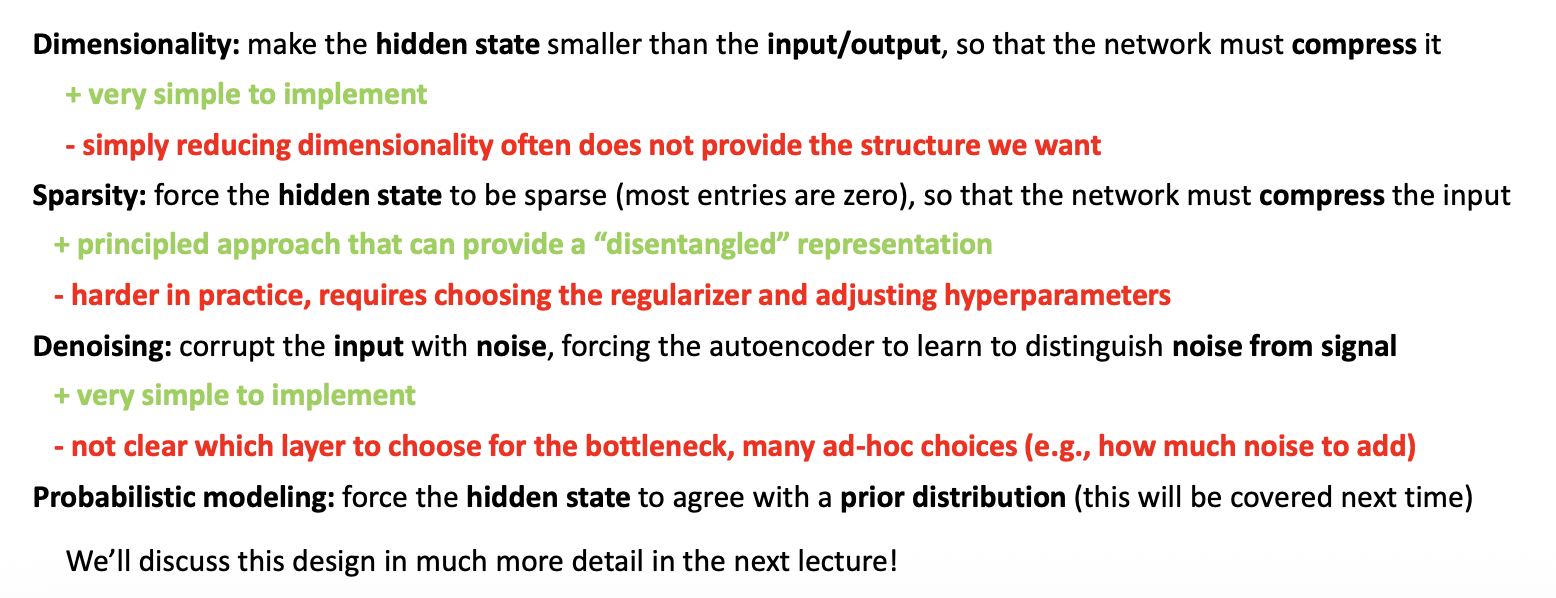 Dimensionality: make the hidden state smaller than the input/output, so that the network must compress it
+ very simple to implement
- simply reducing dimensionality often does not provide the structure we want
Sparsity: force the hidden state to be sparse (most entries are zero), so that the network must compress the input
+ principled approach that can provide a “disentangled” representation
- harder in practice, requires choosing the regularizer and adjusting hyperparameters
Denoising: corrupt the input with noise, forcing the autoencoder to learn to distinguish noise from signal
+ very simple to implement
- not clear which layer to choose for the bottleneck, many ad-hoc choices (e.g., how much noise to add)
Probabilistic modeling: force the hidden state to agree with a prior distribution (this will be covered next time)
We’ll discuss this design in much more detail in the next lecture!